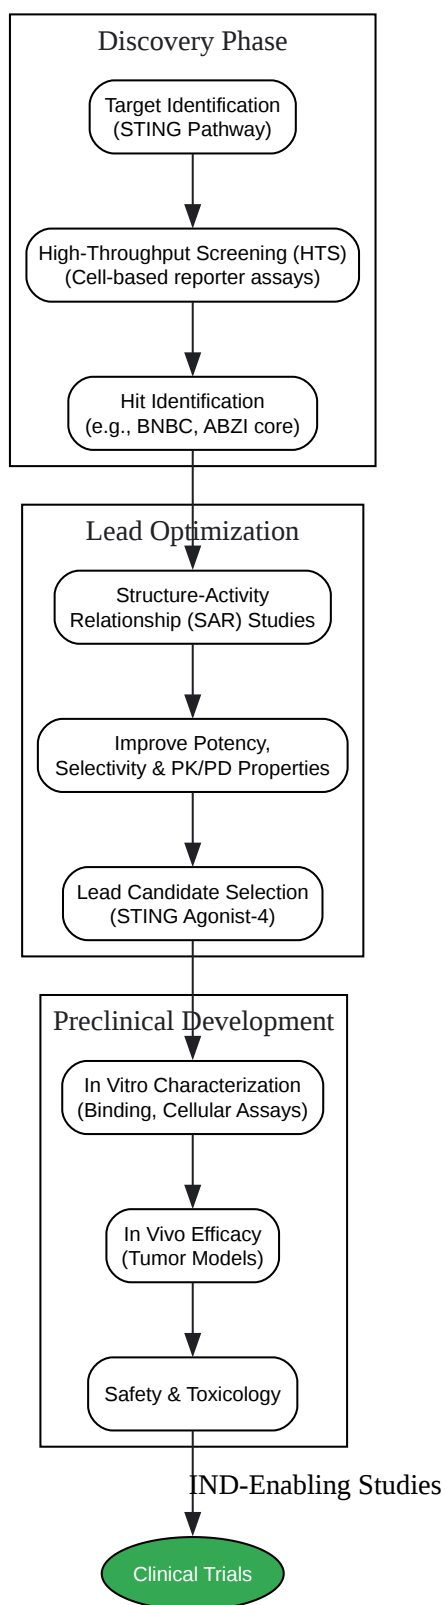 Discovery Phase
Target Identification
(STING Pathway)
High-Throughput Screening (HTS)
(Cell-based reporter assays)
Hit Identification
(e.g., BNBC, ABZI core)
Lead Optimization
Structure-Activity
Relationship (SAR) Studies
Improve Potency,
Selectivity & PK/PD Properties
Lead Candidate Selection
(STING Agonist-4)
Preclinical Development
In Vitro Characterization
(Binding, Cellular Assays)
In Vivo Efficacy
(Tumor Models)
Safety & Toxicology
IND-Enabling Studies
Clinical Trials